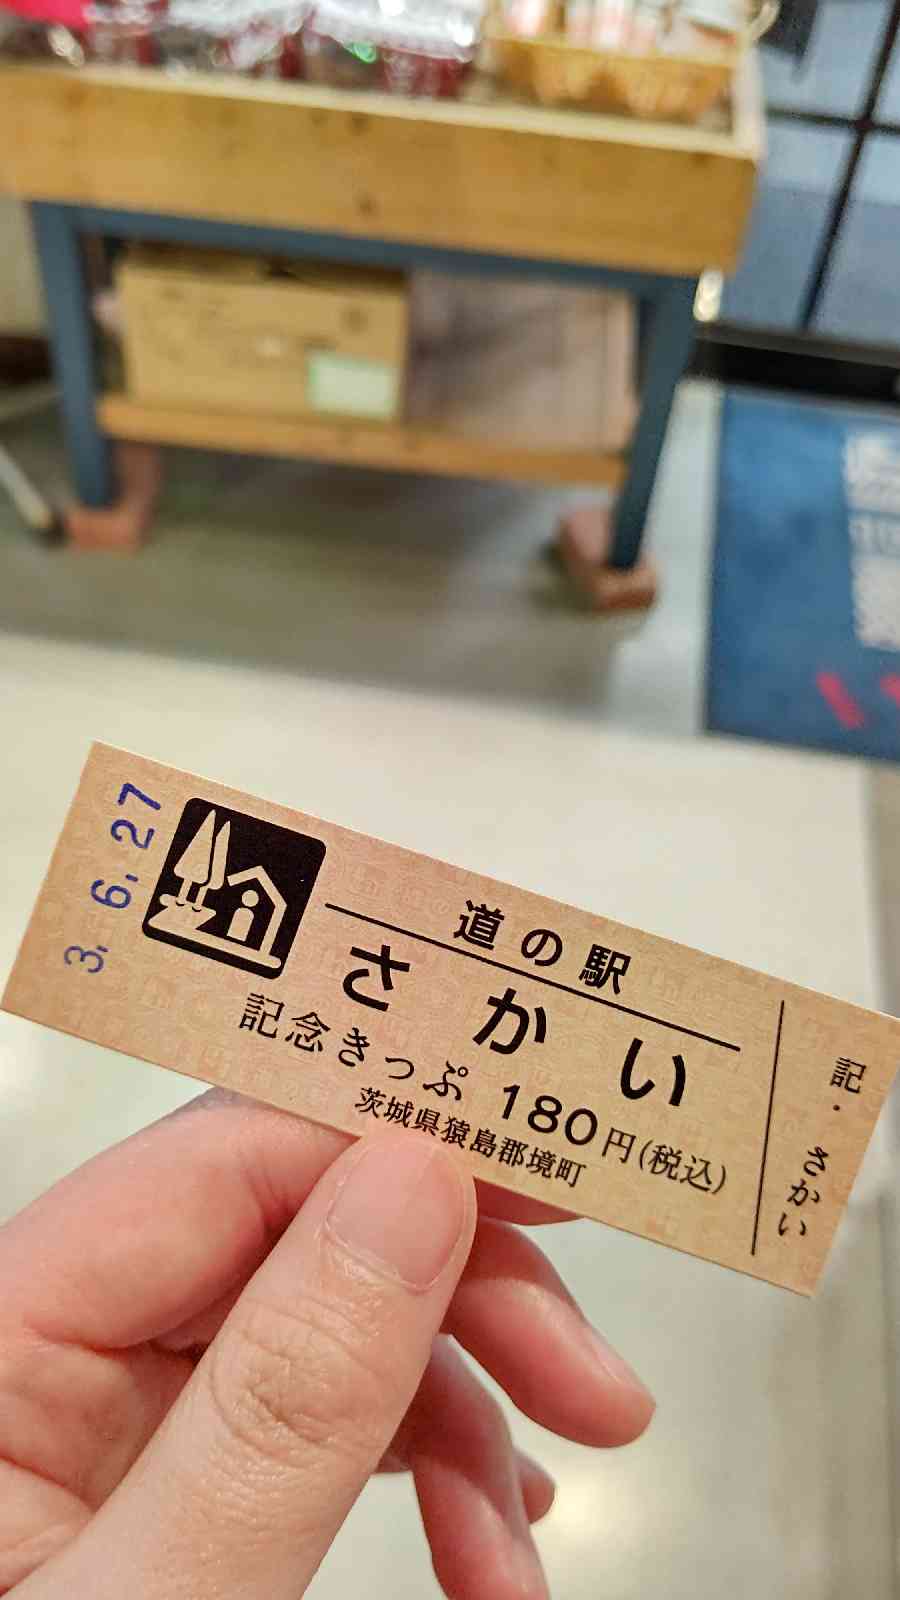 3. 6. 27
道の駅
さかい
記念きっぷ 180円(税込)
茨城県猿島郡境町
記・さかい